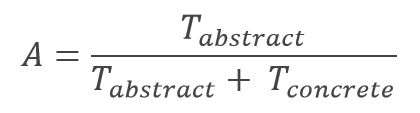 A = T_abstract / (T_abstract + T_concrete)